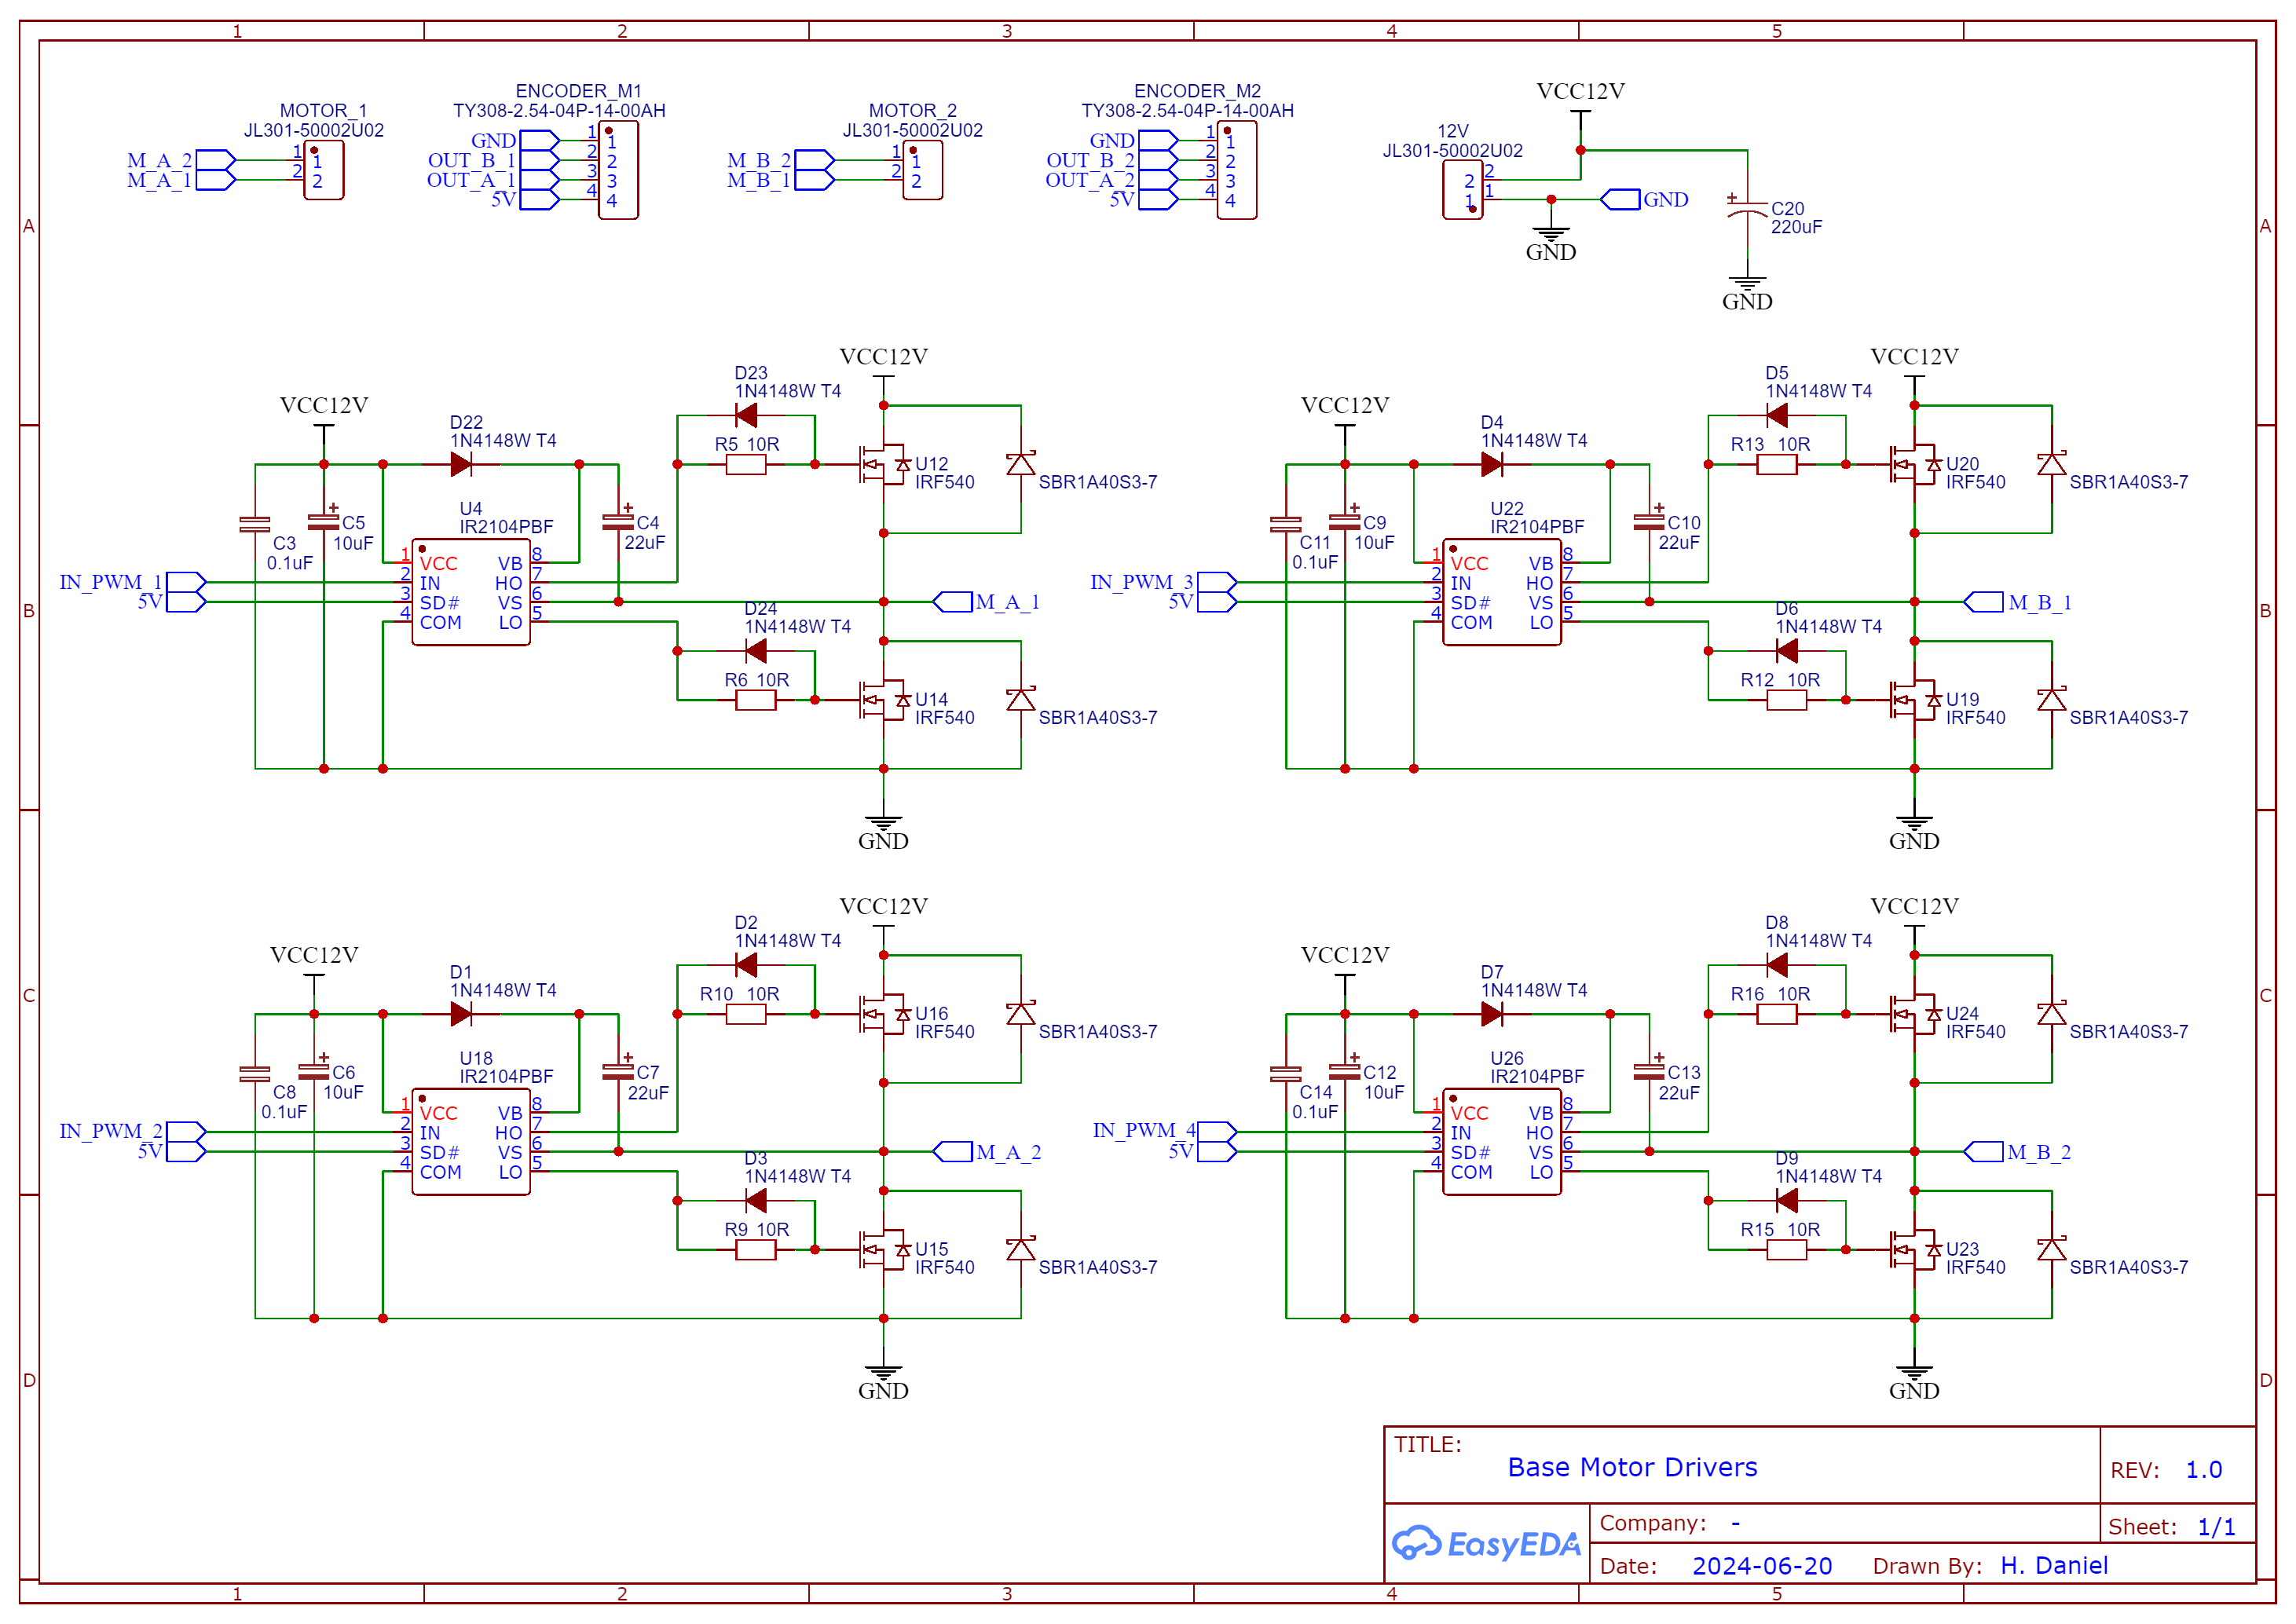 1 2 3 4 5
A
B
C
D
A
B
C
D
MOTOR_1
JL301-50002U02
M_A_2 1 1
M_A_1 2 2
ENCODER_M1
TY308-2.54-04P-14-00AH
GND 1 1
OUT_B_1 2 2
OUT_A_1 3 3
5V 4 4
MOTOR_2
JL301-50002U02
M_B_2 1 1
M_B_1 2 2
ENCODER_M2
TY308-2.54-04P-14-00AH
GND 1 1
OUT_B_2 2 2
OUT_A_2 3 3
5V 4 4
VCC12V
12V
JL301-50002U02
2 2
1 1
GND
GND
+
C20
220uF
GND
VCC12V
D22
1N4148W T4
D23
1N4148W T4
R5 10R
VCC12V
U12
IRF540
SBR1A40S3-7
C3
0.1uF
+
C5
10uF
U4
IR2104PBF
+
C4
22uF
1 VCC VB 8
2 IN HO 7
3 SD# VS 6
4 COM LO 5
IN_PWM_1
5V
M_A_1
D24
1N4148W T4
R6 10R
U14
IRF540
SBR1A40S3-7
GND
VCC12V
D4
1N4148W T4
D5
1N4148W T4
R13 10R
VCC12V
U20
IRF540
SBR1A40S3-7
C11
0.1uF
+
C9
10uF
U22
IR2104PBF
+
C10
22uF
1 VCC VB 8
2 IN HO 7
3 SD# VS 6
4 COM LO 5
IN_PWM_3
5V
M_B_1
D6
1N4148W T4
R12 10R
U19
IRF540
SBR1A40S3-7
GND
VCC12V
D1
1N4148W T4
D2
1N4148W T4
R10 10R
VCC12V
U16
IRF540
SBR1A40S3-7
C8
0.1uF
+
C6
10uF
U18
IR2104PBF
+
C7
22uF
1 VCC VB 8
2 IN HO 7
3 SD# VS 6
4 COM LO 5
IN_PWM_2
5V
M_A_2
D3
1N4148W T4
R9 10R
U15
IRF540
SBR1A40S3-7
GND
VCC12V
D7
1N4148W T4
D8
1N4148W T4
R16 10R
VCC12V
U24
IRF540
SBR1A40S3-7
C14
0.1uF
+
C12
10uF
U26
IR2104PBF
+
C13
22uF
1 VCC VB 8
2 IN HO 7
3 SD# VS 6
4 COM LO 5
IN_PWM_4
5V
M_B_2
D9
1N4148W T4
R15 10R
U23
IRF540
SBR1A40S3-7
GND
TITLE:
Base Motor Drivers
REV: 1.0
EasyEDA
Company: -
Sheet: 1/1
Date: 2024-06-20 Drawn By: H. Daniel
1 2 3 4 5